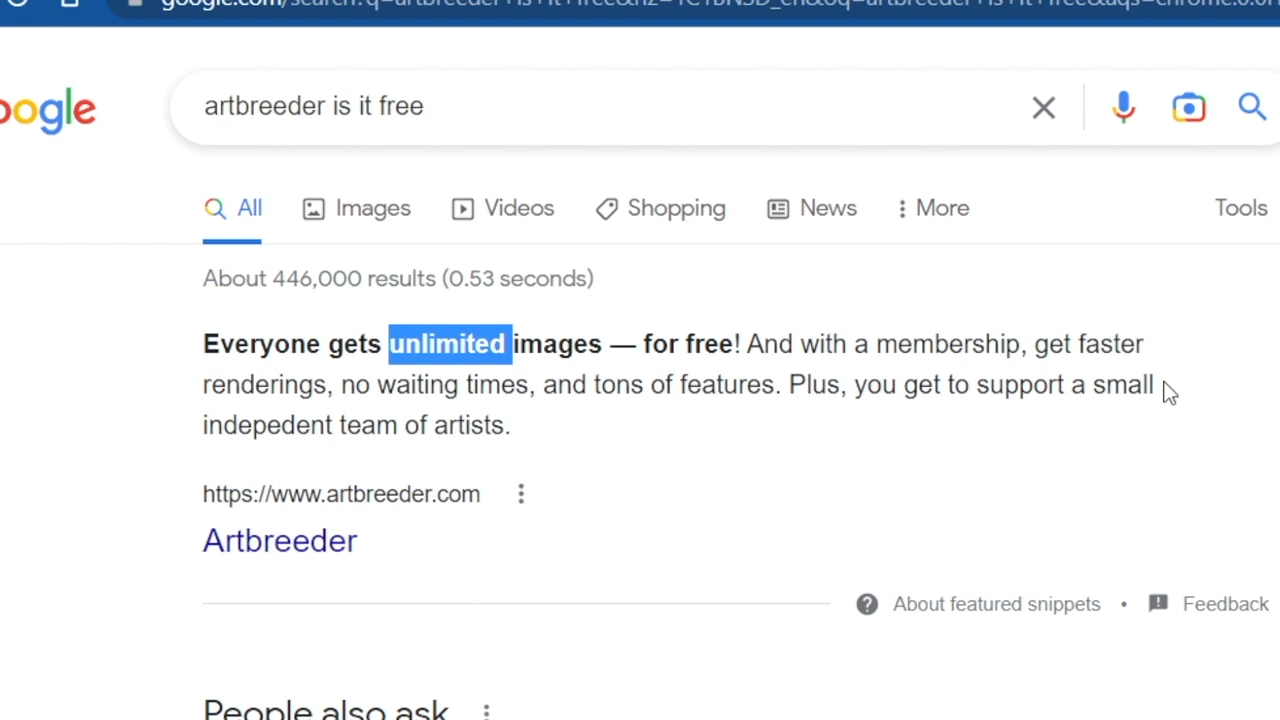 oogle
artbreeder is it free
All Images Videos Shopping News More Tools
About 446,000 results (0.53 seconds)
Everyone gets unlimited images — for free! And with a membership, get faster
renderings, no waiting times, and tons of features. Plus, you get to support a small
indepedent team of artists.
https://www.artbreeder.com
Artbreeder
About featured snippets • Feedback
People also ask